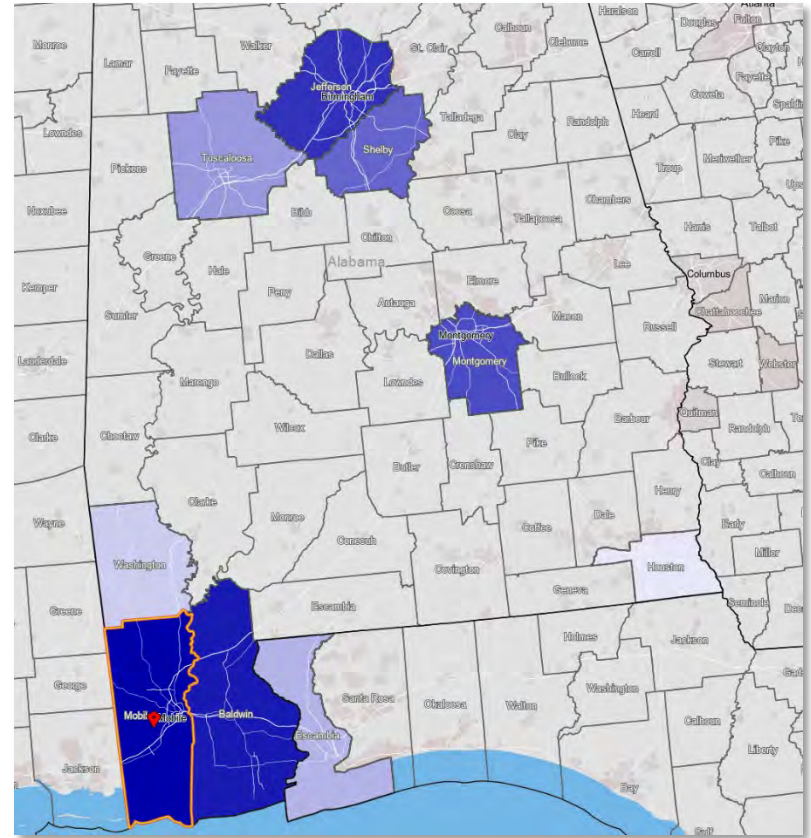 Atlanta
Haralson
Douglas
Fulton
Monroe
Walker
Calhoun
Cleburne
St. Clair
Carroll
Clayton
Lamar
Fayette
Jefferson
Birmingham
Fayette
Coweta
Heard
Spaldin
Talladega
Clay
Randolph
Lowndes
Tuscaloosa
Shelby
Pickens
Troup
Meriwether
Pike
Ups
Noxubee
Bibb
Chilton
Coosa
Tallapoosa
Chambers
Harris
Talbot
Greene
Hale
Alabama
Perry
Elmore
Lee
Columbus
Kemper
Sumter
Autauga
Macon
Chattahoochee
Marion
Montgomery
Russell
Lauderdale
Dallas
Montgomery
Stewart
Webster
Marengo
Lowndes
Bullock
Barbour
Quitman
Clarke
Choctaw
Wilcox
Pike
Randolph
Butler
Crenshaw
Clay
Calhoun
Clarke
Henry
Wayne
Monroe
Conecuh
Coffee
Dale
Early
Miller
Washington
Covington
Houston
Geneva
Greene
Escambia
Seminole
Holmes
Jackson
George
Santa Rosa
Okaloosa
Walton
Washington
Mobil
Mobile
Baldwin
Escambia
Calhoun
Liberty
Jackson
Bay
Gulf